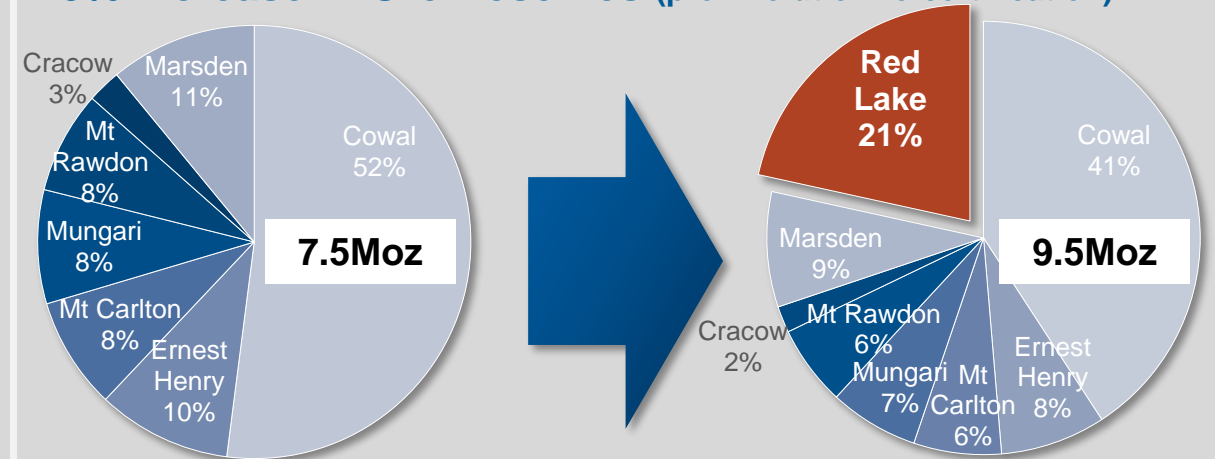 Cracow
3%
Marsden
11%
Mt
Rawdon
8%
Mungari
8%
Mt Carlton
8%
Ernest
Henry
10%
Cowal
52%
7.5Moz
Red
Lake
21%
Cowal
41%
Marsden
9%
9.5Moz
Cracow
2%
Mt Rawdon
6%
Mungari
7%
Mt
Carlton
6%
Ernest
Henry
8%